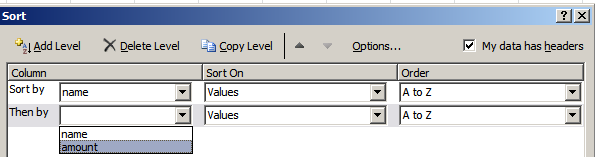 Sort
Add Level Delete Level Copy Level Options... My data has headers
Column Sort On Order
Sort by name Values A to Z
Then by Values A to Z
name
amount